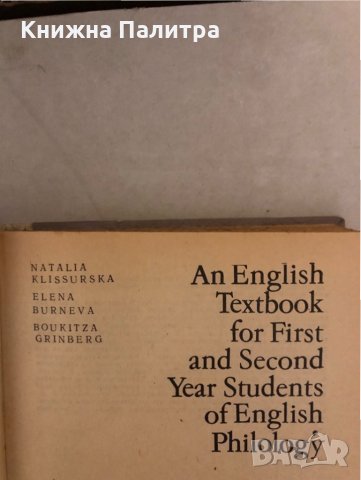 Книжна Палитра
NATALIA
KLISSURSKA
ELENA
BURNEVA
BOUKITZA
GRINBERG
An English
Textbook
for First
and Second
Year Students
of English
Philology
BAZAR